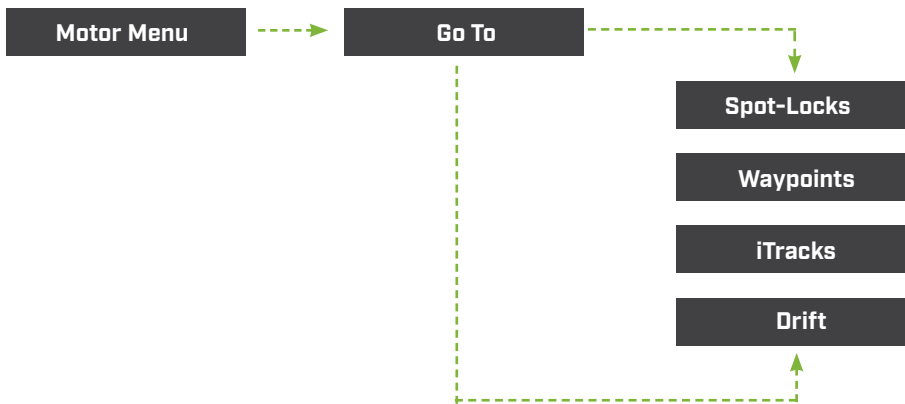 Motor Menu
Go To
Spot-Locks
Waypoints
iTracks
Drift